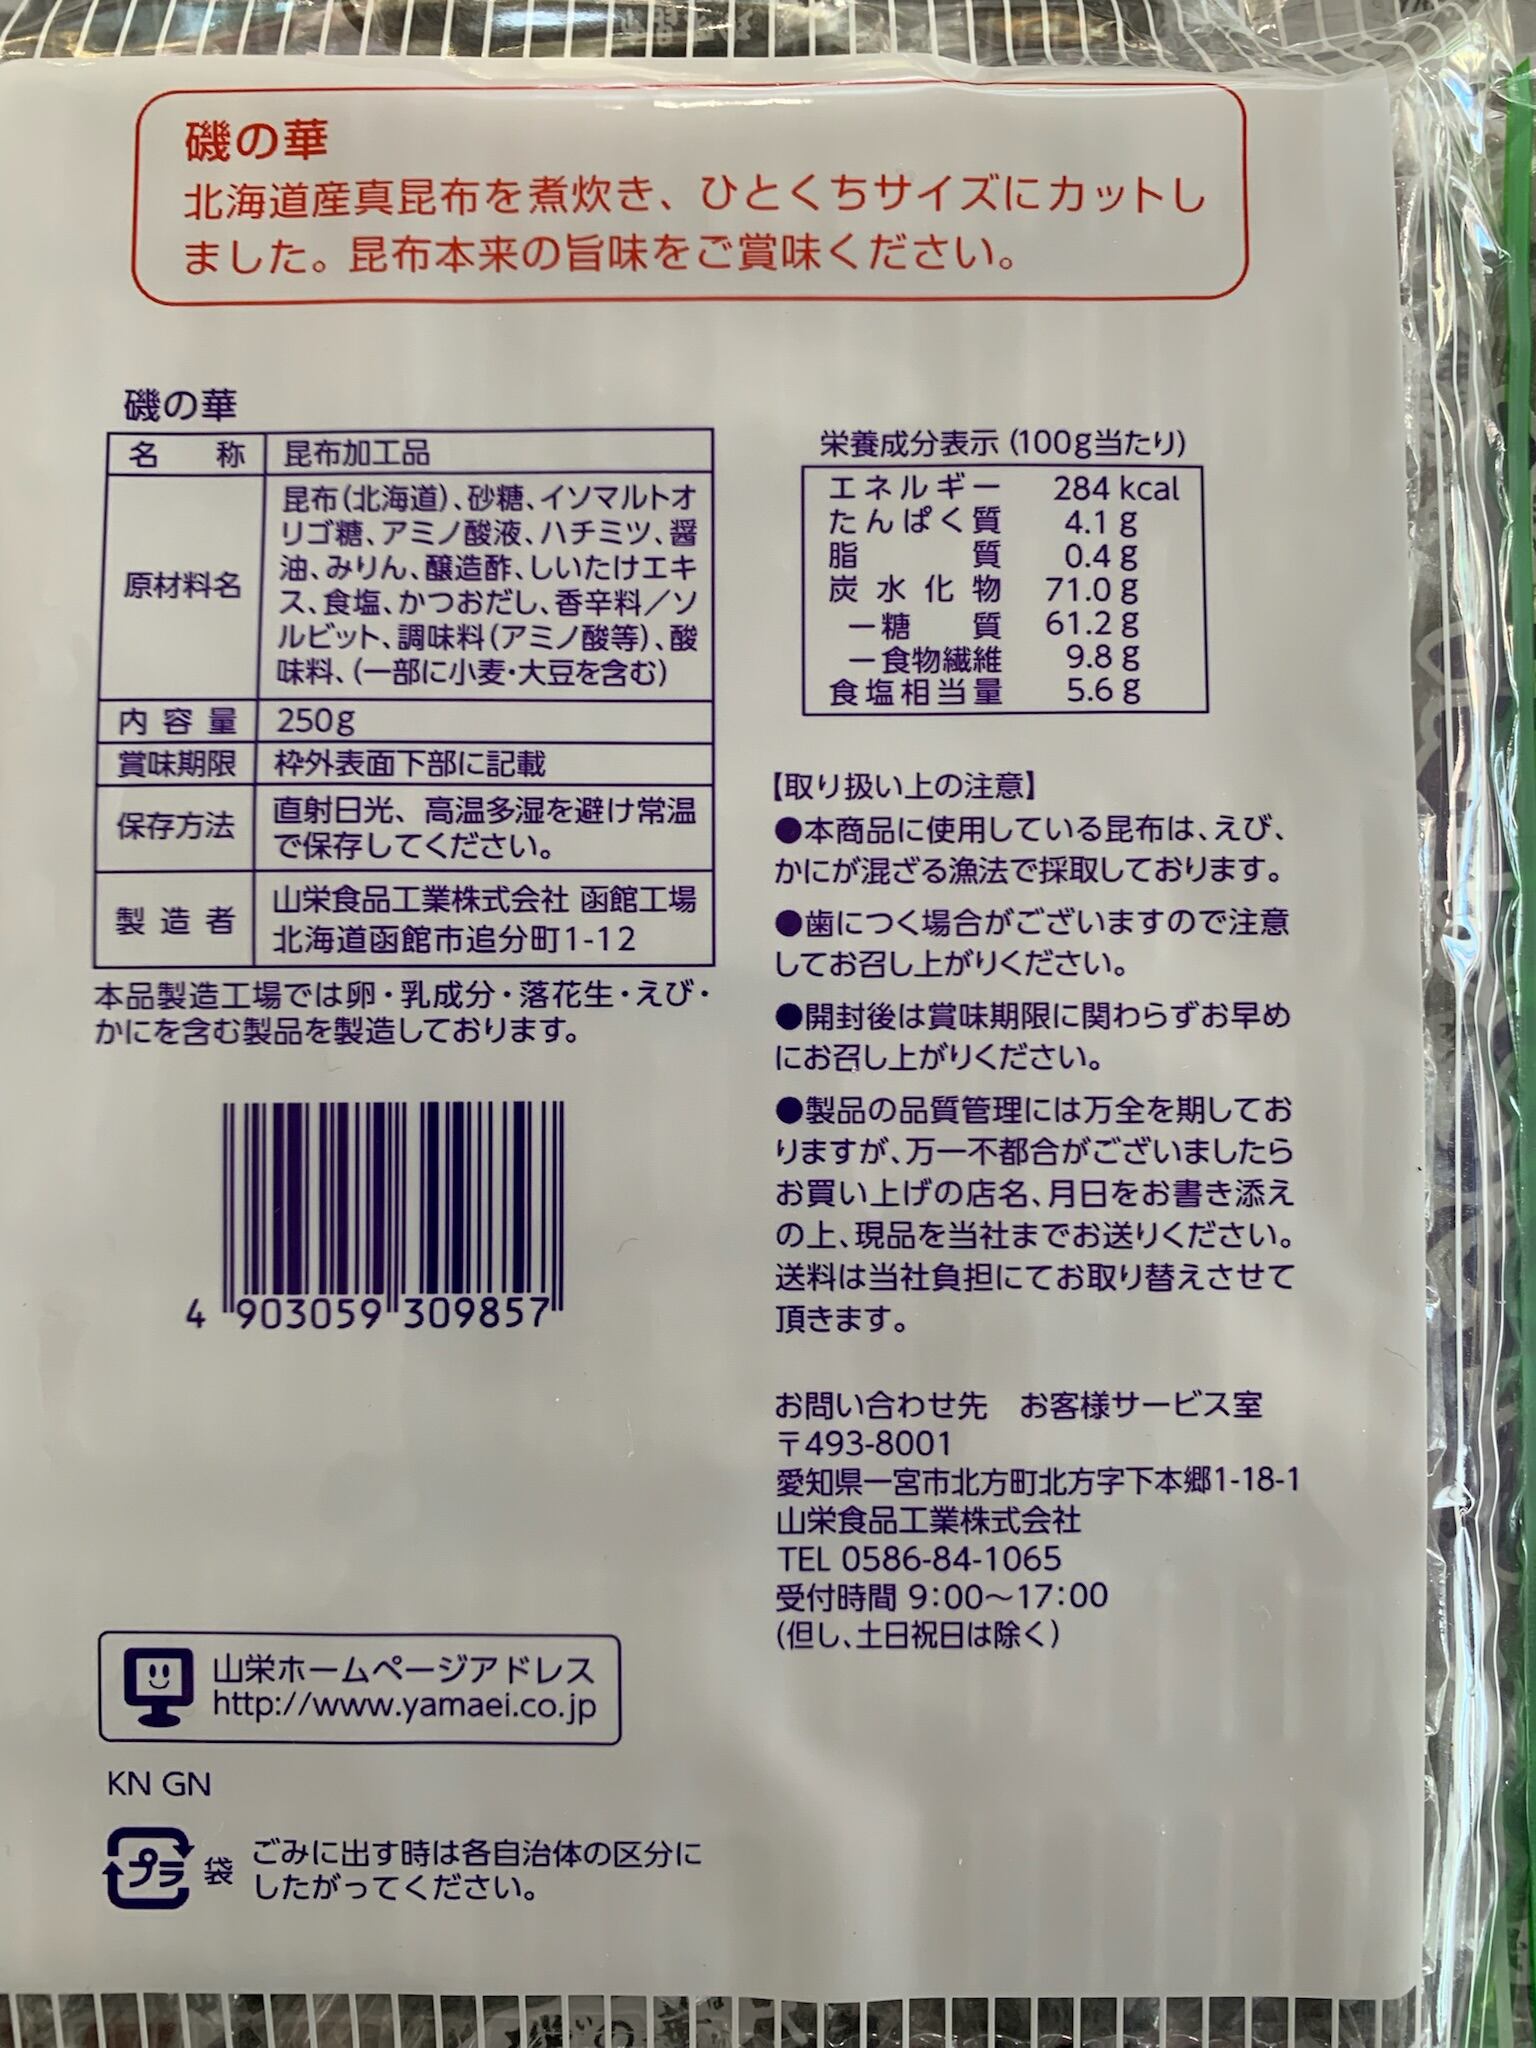 磯の華
北海道産真昆布を煮炊き、ひとくちサイズにカットし
ました。昆布本来の旨味をご賞味ください。
磯の華
名　称 昆布加工品
原材料名 昆布(北海道)、砂糖、イソマルトオ
リゴ糖、アミノ酸液、ハチミツ、醤
油、みりん、醸造酢、しいたけエキ
ス、食塩、かつおだし、香辛料／ソ
ルビット、調味料(アミノ酸等)、酸
味料、(一部に小麦・大豆を含む)
内容量 250g
賞味期限 枠外表面下部に記載
保存方法 直射日光、高温多湿を避け常温
で保存してください。
製造者 山栄食品工業株式会社 函館工場
北海道函館市追分町1-12
本品製造工場では卵・乳成分・落花生・えび・
かにを含む製品を製造しております。
4 903059 309857
山栄ホームページアドレス
http://www.yamaei.co.jp
KN GN
プラ 袋 ごみに出す時は各自治体の区分に
したがってください。
栄養成分表示(100g当たり)
エネルギー 284 kcal
たんぱく質 4.1 g
脂質 0.4 g
炭水化物 71.0 g
－糖質 61.2 g
－食物繊維 9.8 g
食塩相当量 5.6 g
【取り扱い上の注意】
●本商品に使用している昆布は、えび、
かにが混ざる漁法で採取しております。
●歯につく場合がございますので注意
してお召し上がりください。
●開封後は賞味期限に関わらずお早め
にお召し上がりください。
●製品の品質管理には万全を期してお
りますが、万一不都合がございましたら
お買い上げの店名、月日をお書き添え
の上、現品を当社までお送りください。
送料は当社負担にてお取り替えさせて
頂きます。
お問い合わせ先　お客様サービス室
〒493-8001
愛知県一宮市北方町北方字下本郷1-18-1
山栄食品工業株式会社
TEL 0586-84-1065
受付時間 9:00～17:00
(但し、土日祝日は除く)